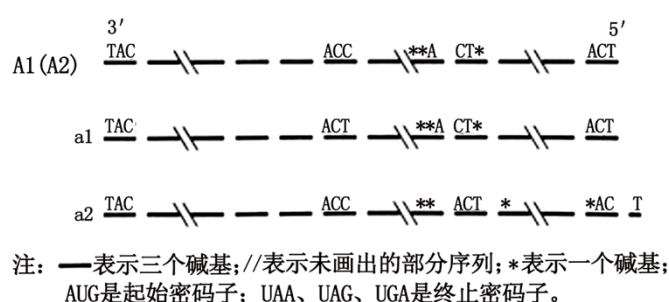 3′ 5′
A1(A2) TAC ACC **A CT* ACT
a1 TAC ACT **A CT* ACT
a2 TAC ACC ** ACT * *AC T
注：—表示三个碱基；//表示未画出的部分序列；*表示一个碱基；
AUG是起始密码子；UAA、UAG、UGA是终止密码子。